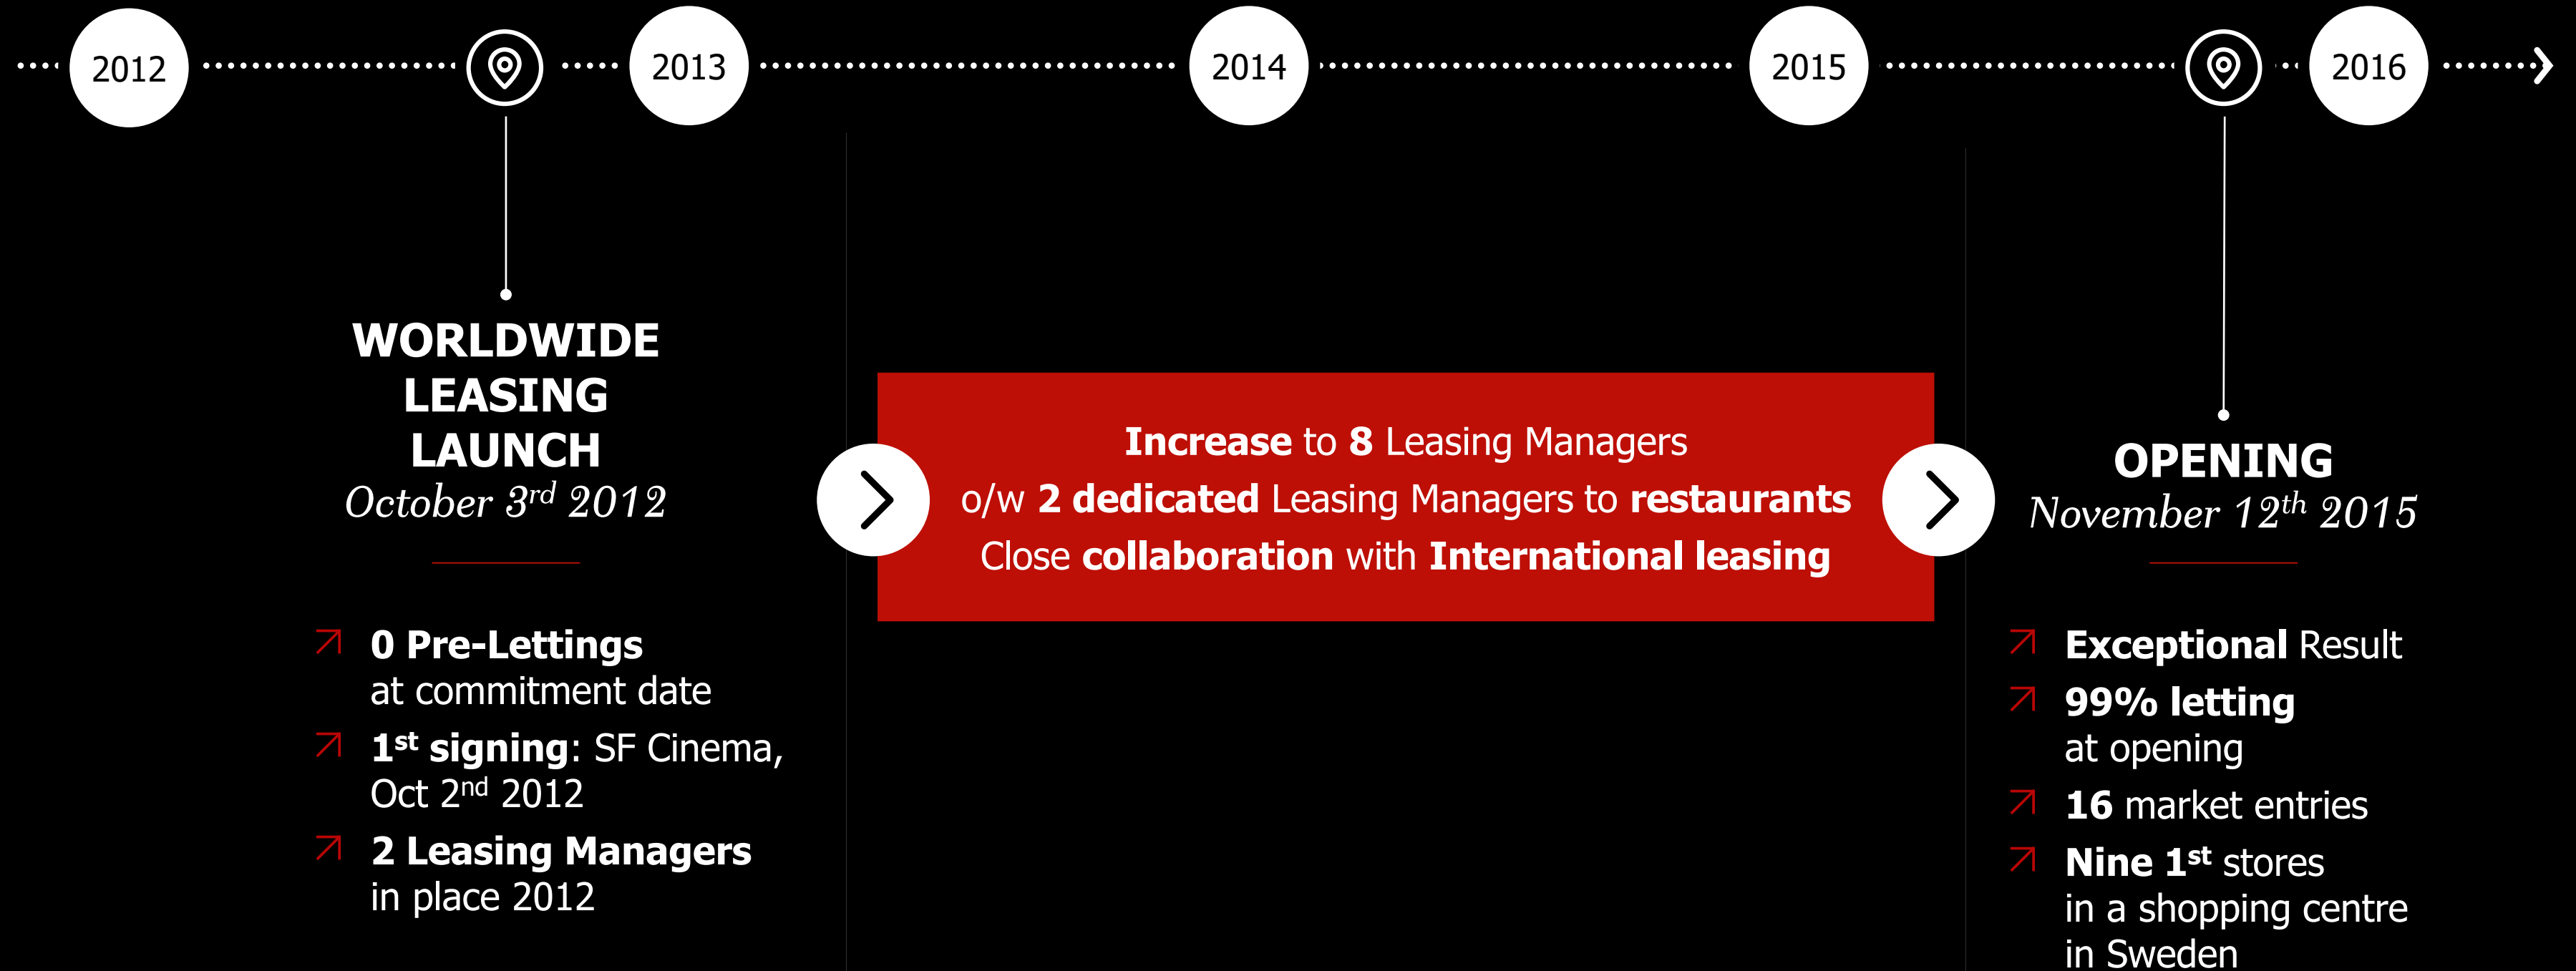 2012
2013
2014
2015
2016
WORLDWIDE
LEASING
LAUNCH
October 3rd 2012
0 Pre-Lettings
at commitment date
1st signing: SF Cinema,
Oct 2nd 2012
2 Leasing Managers
in place 2012
Increase to 8 Leasing Managers
o/w 2 dedicated Leasing Managers to restaurants
Close collaboration with International leasing
OPENING
November 12th 2015
Exceptional Result
99% letting
at opening
16 market entries
Nine 1st stores
in a shopping centre
in Sweden